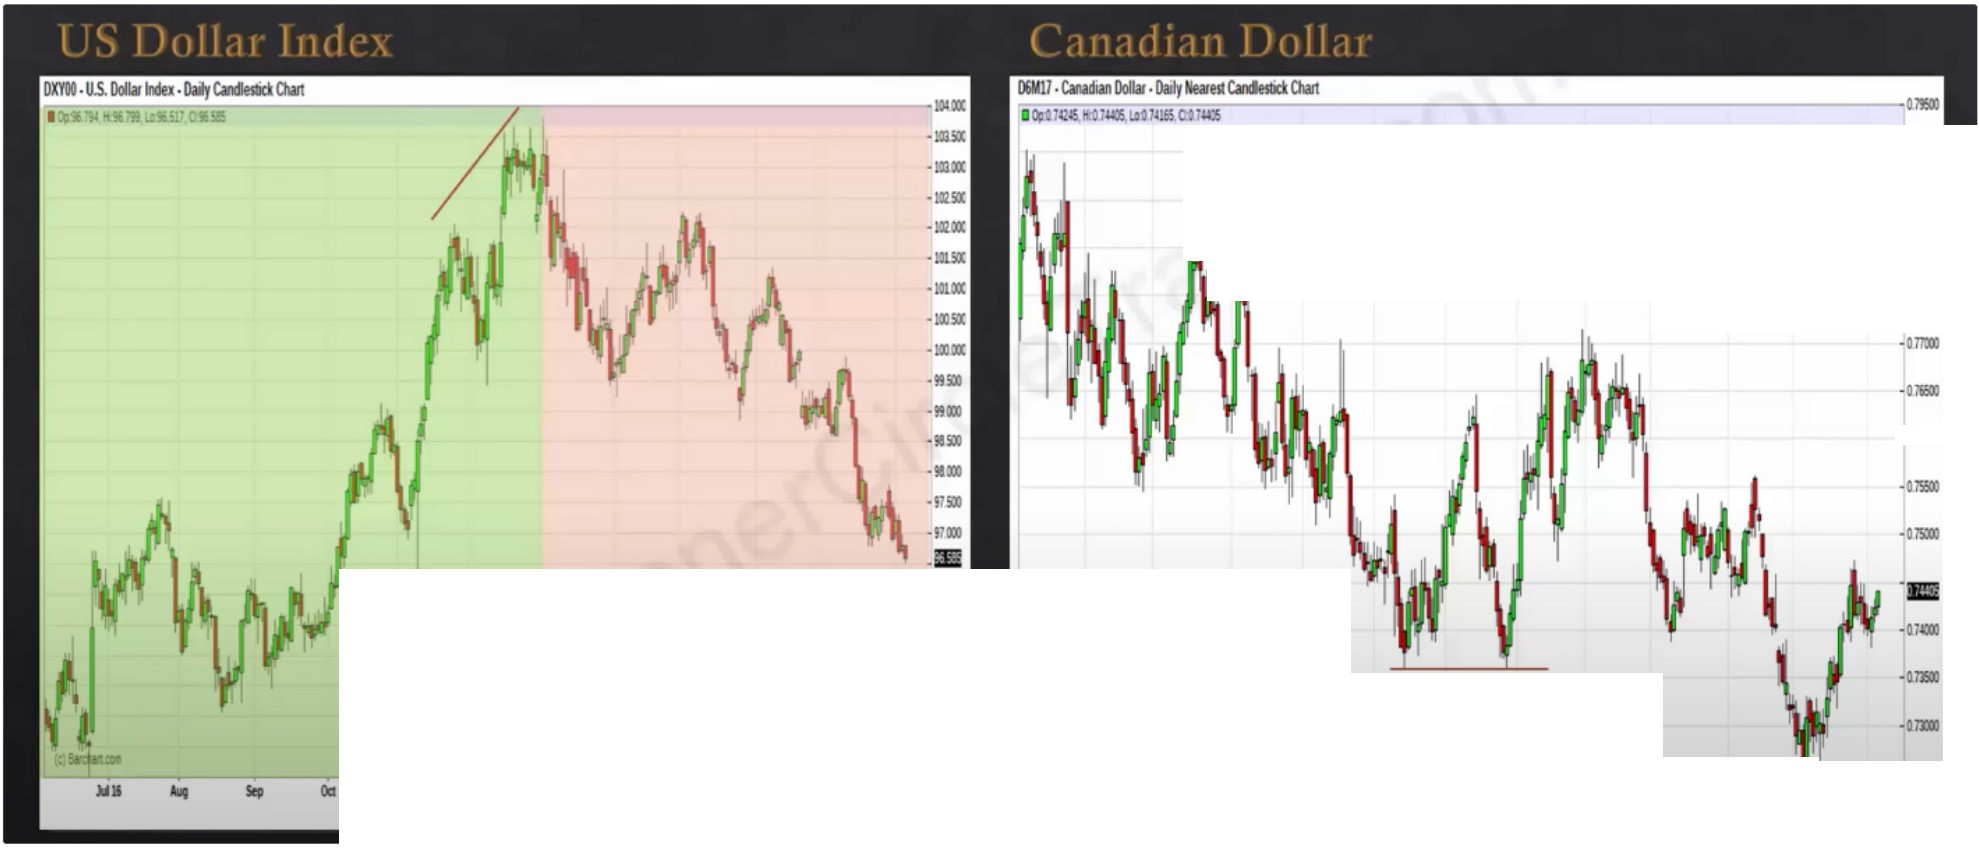 US Dollar Index
Canadian Dollar
DXY00 - U.S. Dollar Index - Daily Candlestick Chart
Op:96.794, Hi:96.799, Lo:96.517, Cl:96.585
104.000
103.500
103.000
102.500
102.000
101.500
101.000
100.500
100.000
99.500
99.000
98.500
98.000
97.500
97.000
96.585
(c) Barchart.com
Jul 16
Aug
Sep
Oct
D6M17 - Canadian Dollar - Daily Nearest Candlestick Chart
Op:0.74245, Hi:0.74405, Lo:0.74165, Cl:0.74405
0.79500
0.77000
0.76500
0.75500
0.75000
0.74405
0.74000
0.73500
0.73000